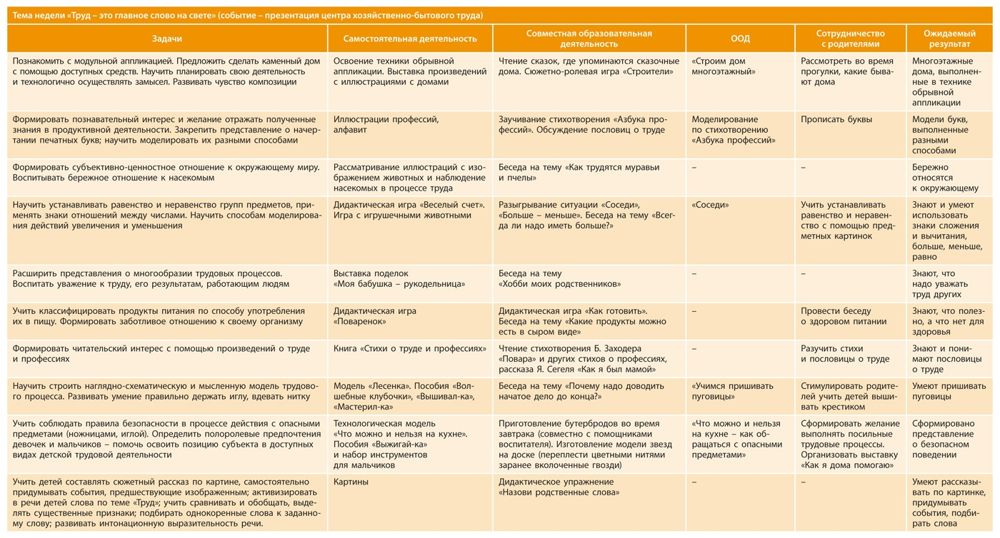 Тема недели «Труд – это главное слово на свете» (событие – презентация центра хозяйственно-бытового труда)
Задачи
Самостоятельная деятельность
Совместная образовательная
деятельность
ООД
Сотрудничество
с родителями
Ожидаемый
результат
Познакомить с модульной аппликацией. Предложить сделать каменный дом
с помощью доступных средств. Научить планировать свою деятельность
и технологично осуществлять замысел. Развивать чувство композиции
Освоение техники обрывной
аппликации. Выставка произведений
с иллюстрациями с домами
Чтение сказок, где упоминаются сказочные
дома. Сюжетно-ролевая игра «Строители»
«Строим дом
многоэтажный»
Рассмотреть во время
прогулки, какие быва-
ют дома
Многоэтажные
дома, выполнен-
ные в технике
обрывной
аппликации
Формировать познавательный интерес и желание отражать полученные
знания в продуктивной деятельности. Закрепить представление о начер-
тании печатных букв; научить моделировать их разными способами
Иллюстрации профессий,
алфавит
Заучивание стихотворения «Азбука про-
фессий». Обсуждение пословиц о труде
Моделирование
по стихотворению
«Азбука профессий»
Прописать буквы
Модели букв,
выполненные
разными
способами
Формировать субъективно-ценностное отношение к окружающему миру.
Воспитывать бережное отношение к насекомым
Рассматривание иллюстраций с изо-
бражением животных и наблюдение
насекомых в процессе труда
Беседа на тему «Как трудятся муравьи
и пчелы»
–
–
Бережно
относятся
к окружающему
Научить устанавливать равенство и неравенство групп предметов, при-
менять знаки отношений между числами. Научить способам моделирова-
ния действий увеличения и уменьшения
Дидактическая игра «Веселый счет».
Игра с игрушечными животными
Разыгрывание ситуации «Соседи»,
«Больше – меньше». Беседа на тему «Всег-
да ли надо иметь больше?»
«Соседи»
Учить устанавливать
равенство и неравен-
ство с помощью пред-
метных картинок
Знают и умеют
использовать
знаки сложения
и вычитания,
больше, меньше,
равно
Расширить представления о многообразии трудовых процессов.
Воспитать уважение к труду, его результатам, работающим людям
Выставка поделок
«Моя бабушка – рукодельница»
Беседа на тему
«Хобби моих родственников»
–
–
Знают, что
надо уважать
труд других
Учить классифицировать продукты питания по способу употребления
их в пищу. Формировать заботливое отношение к своему организму
Дидактическая игра
«Поваренок»
Дидактическая игра «Как готовить».
Беседа на тему «Какие продукты можно
есть в сыром виде»
–
Провести беседу
о здоровом питании
Знают, что полез-
но, а что нет для
здоровья
Формировать читательский интерес с помощью произведений о труде
и профессиях
Книга «Стихи о труде и профессиях»
Чтение стихотворения Б. Заходера
«Повара» и других стихов о профессиях,
рассказа Я. Сегеля «Как я был мамой»
–
Разучить стихи
и пословицы о труде
Знают и пони-
мают пословицы
о труде
Научить строить наглядно-схематическую и мысленную модель трудово-
го процесса. Развивать умение правильно держать иглу, вдевать нитку
Модель «Лесенка». Пособия «Вол-
шебные клубочки», «Вышивал-ка»,
«Мастерил-ка»
Беседа на тему «Почему надо доводить
начатое дело до конца?»
«Учимся пришивать
пуговицы»
Стимулировать родите-
лей учить детей выши-
вать крестиком
Умеют пришивать
пуговицы
Учить соблюдать правила безопасности в процессе действия с опасными
предметами (ножницами, иглой). Определить полоролевые предпочтения
девочек и мальчиков – помочь освоить позицию субъекта в доступных
видах детской трудовой деятельности
Технологическая модель
«Что можно и нельзя на кухне».
Пособия «Выжигай-ка»
и набор инструментов
для мальчиков
Приготовление бутербродов во время
завтрака (совместно с помощниками
воспитателя). Изготовление модели звезд
на доске (переплести цветными нитями
заранее вколоченные гвозди)
«Что можно и нельзя
на кухне – как об-
ращаться с опасными
предметами»
Сформировать желание
выполнять посильные
трудовые процессы.
Организовать выставку
«Как я дома помогаю»
Сформировано
представление
о безопасном
поведении
Учить детей составлять сюжетный рассказ по картине, самостоятельно
придумывать события, предшествующие изображенным; активизировать
в речи детей слова по теме «Труд»; учить сравнивать и обобщать, выде-
лять существенные признаки; подбирать однокоренные слова к заданно-
му слову; развивать интонационную выразительность речи.
Картины
Дидактическое упражнение
«Назови родственные слова»
–
–
Умеют рассказы-
вать по картинке,
придумывать
события, подби-
рать слова